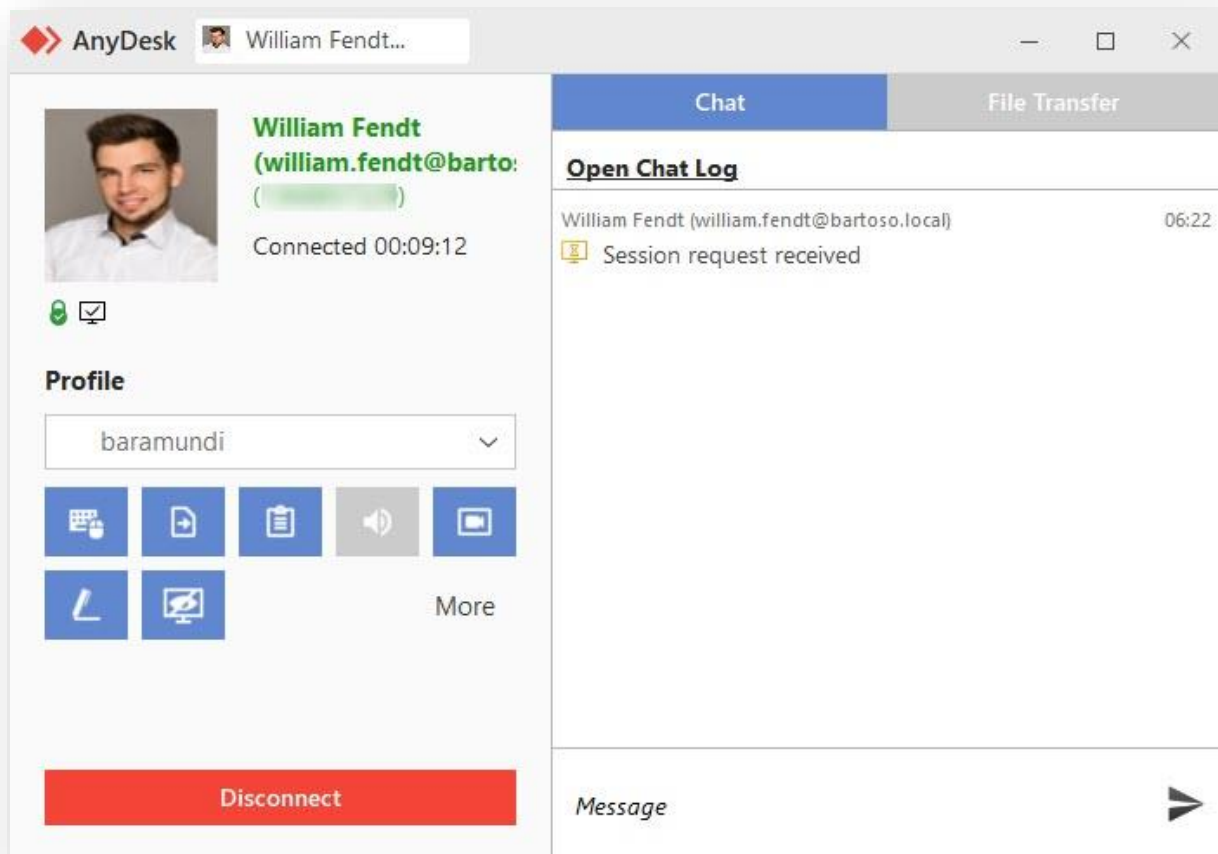 AnyDesk
William Fendt...
William Fendt
(william.fendt@barto
Connected 00:09:12
Profile
baramundi
More
Disconnect
Chat
File Transfer
Open Chat Log
William Fendt (william.fendt@bartoso.local)
06:22
Session request received
Message